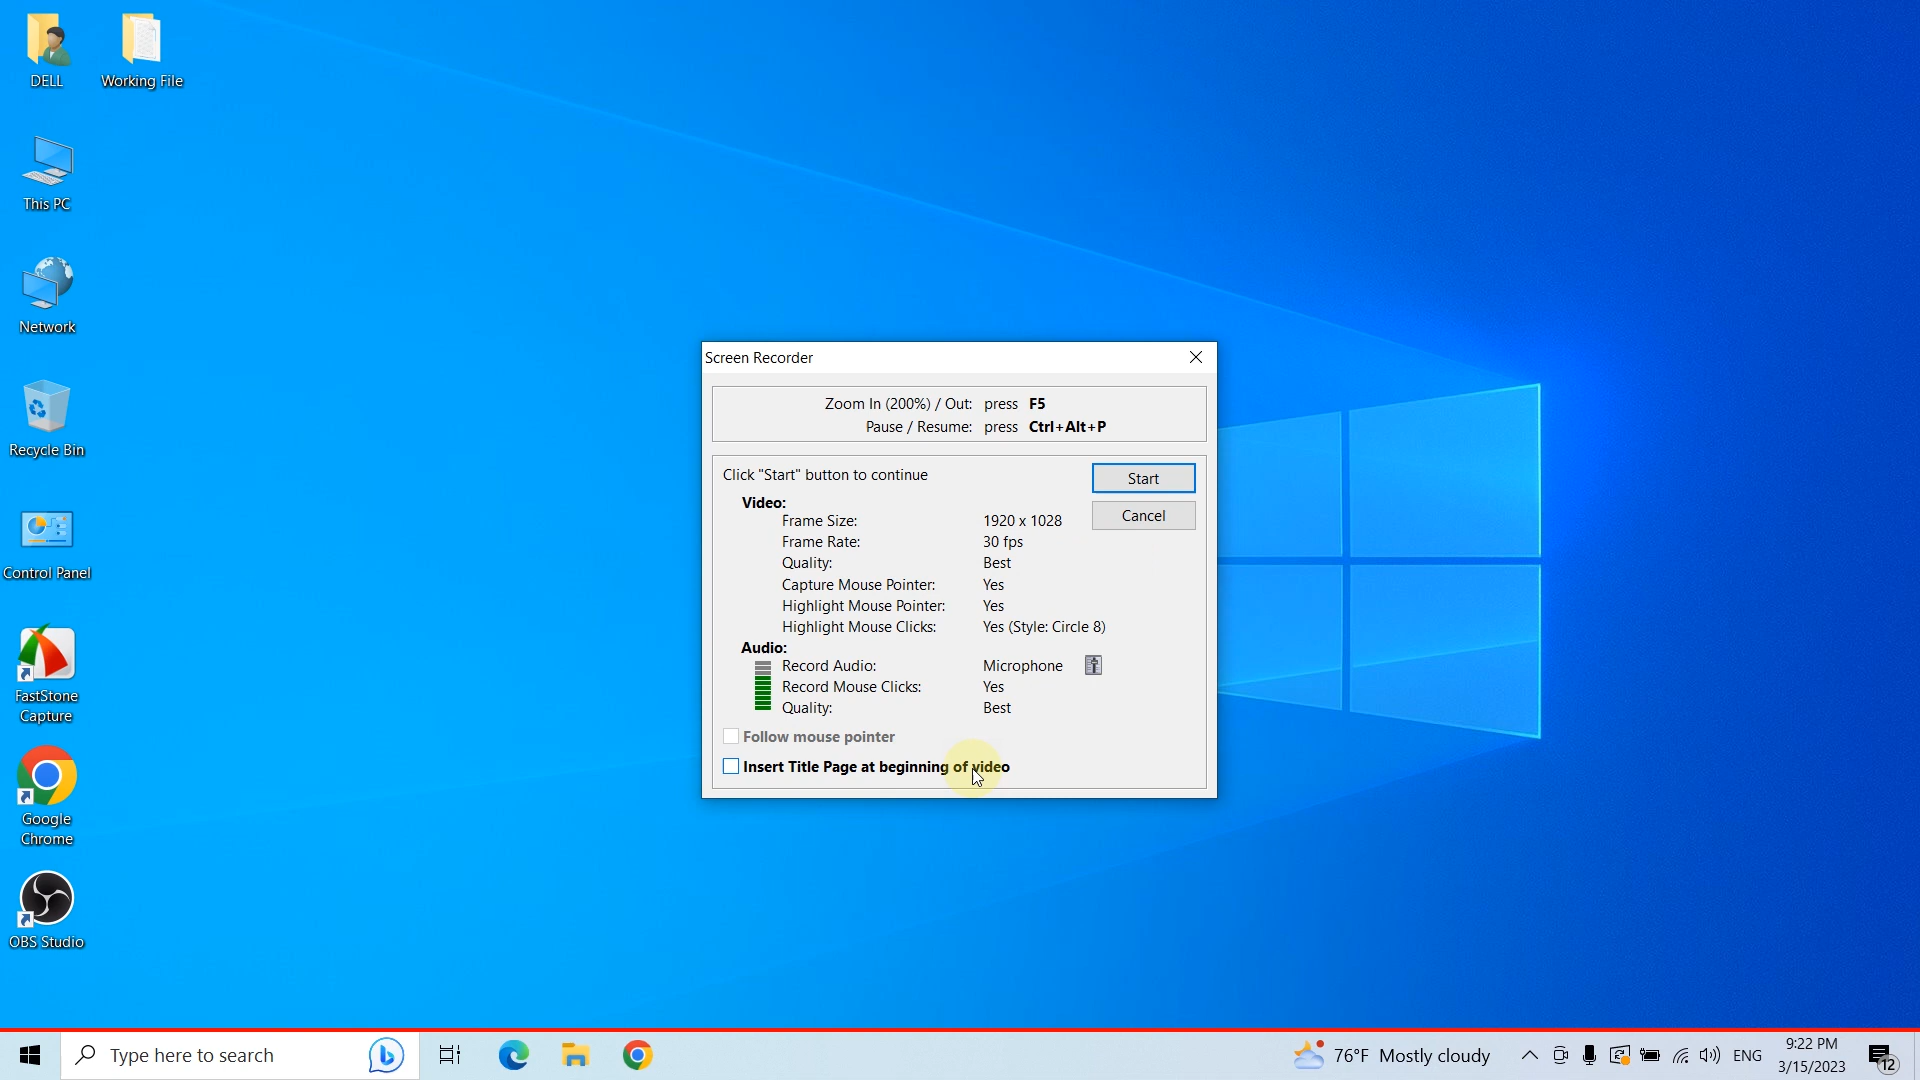 DELL
Working File
This PC
Network
Recycle Bin
Control Panel
FastStone
Capture
Google
Chrome
OBS Studio
Screen Recorder
Zoom In (200%) / Out: press F5
Pause / Resume: press Ctrl+Alt+P
Click "Start" button to continue
Start
Cancel
Video:
Frame Size: 1920 x 1028
Frame Rate: 30 fps
Quality: Best
Capture Mouse Pointer: Yes
Highlight Mouse Pointer: Yes
Highlight Mouse Clicks: Yes (Style: Circle 8)
Audio:
Record Audio: Microphone
Record Mouse Clicks: Yes
Quality: Best
Follow mouse pointer
Insert Title Page at beginning of video
Type here to search
76°F Mostly cloudy
ENG
9:22 PM
3/15/2023
12